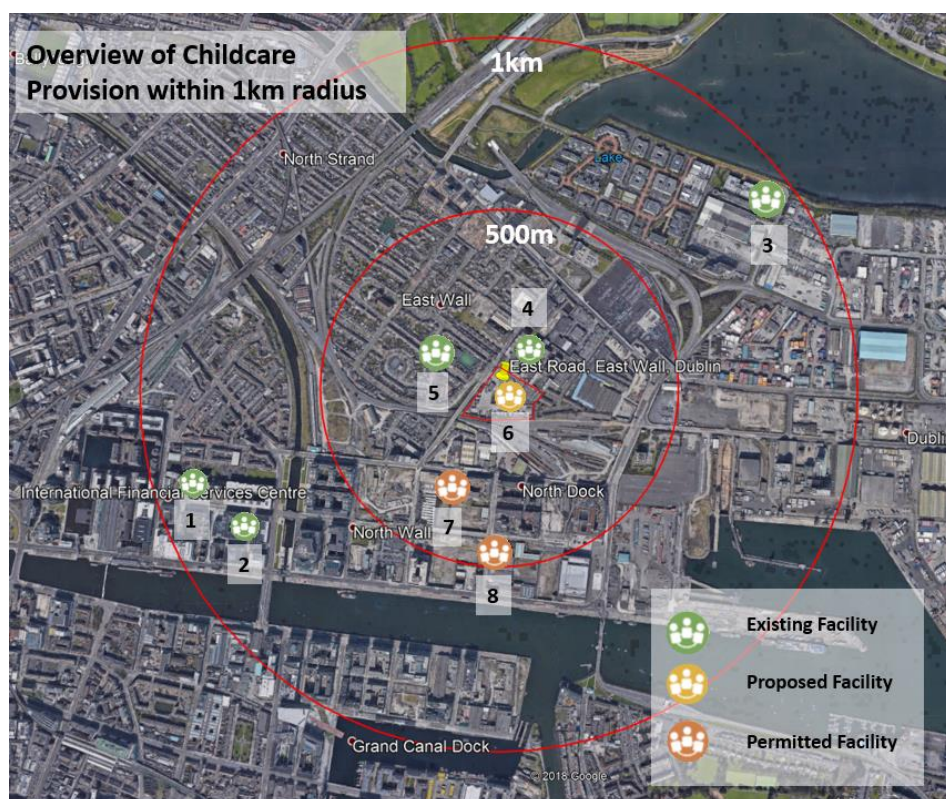 Overview of Childcare
Provision within 1km radius
1km
North Strand
Lake
3
500m
East Wall
4
East Road, East Wall, Dublin
5
6
Dubli
International Financial Services Centre
1
2
North Wall
7
North Dock
8
Existing Facility
Proposed Facility
Permitted Facility
Grand Canal Dock
© 2018 Google